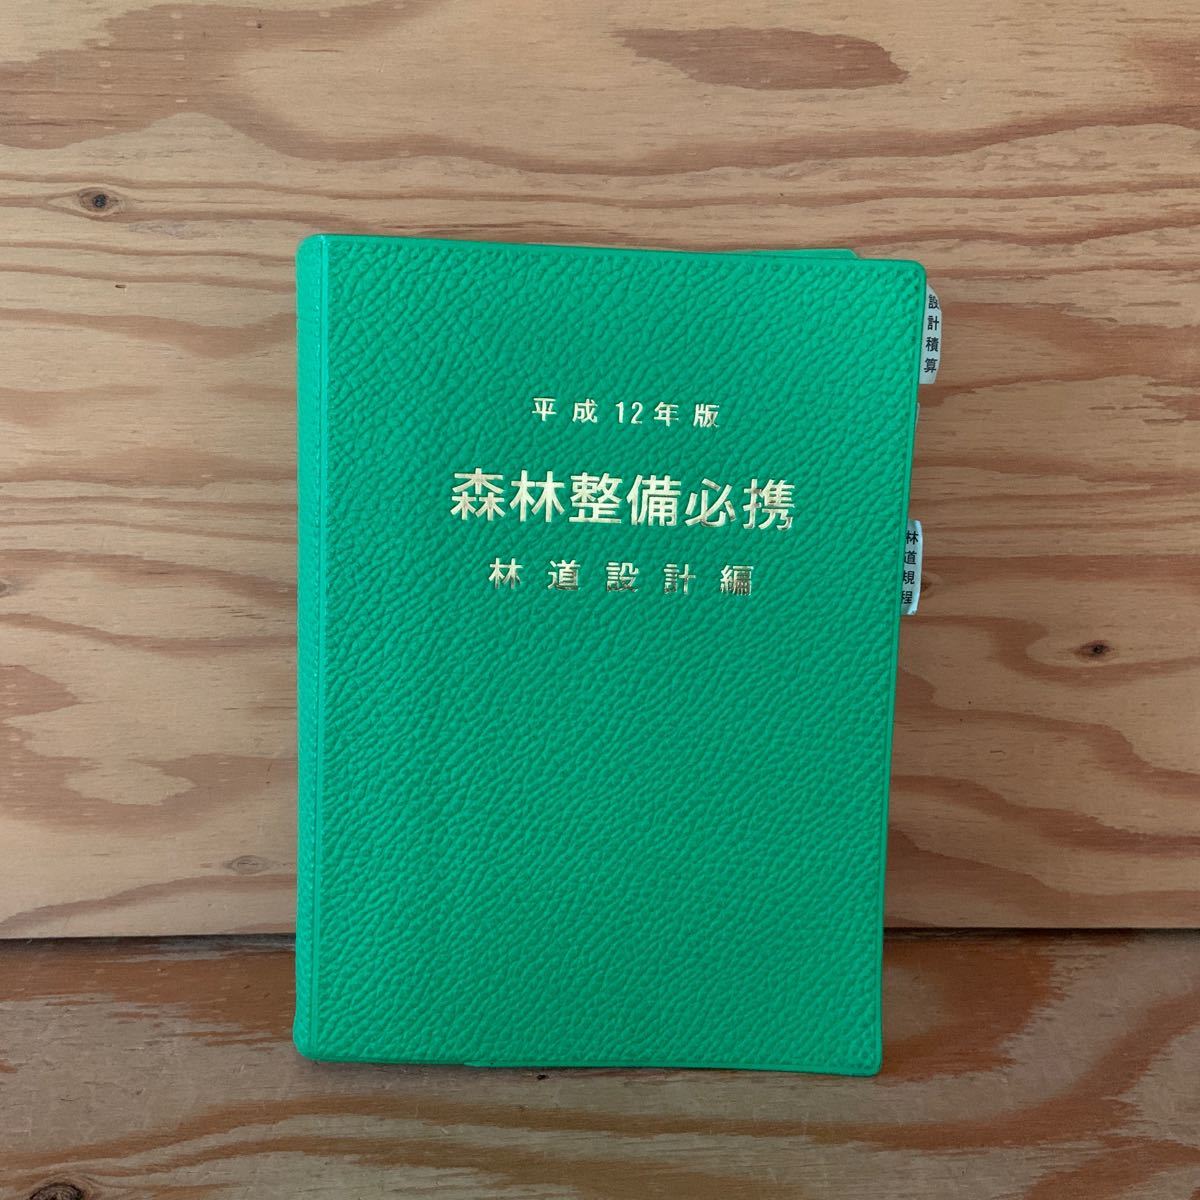 平成12年版
森林整備必携
林道設計編
設計積算
林道規程